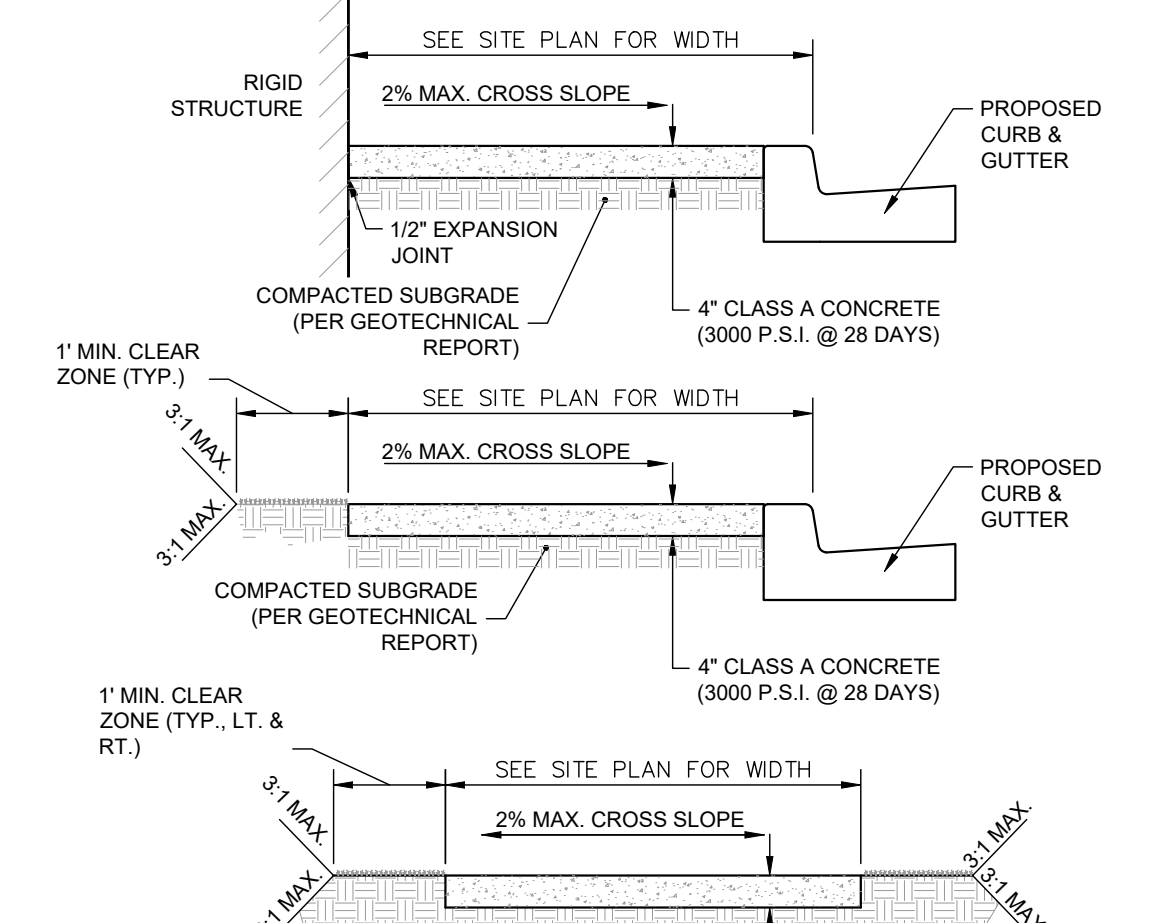 SEE SITE PLAN FOR WIDTH
RIGID
STRUCTURE
2% MAX. CROSS SLOPE
PROPOSED
CURB &
GUTTER
1/2" EXPANSION
JOINT
COMPACTED SUBGRADE
(PER GEOTECHNICAL
REPORT)
4" CLASS A CONCRETE
(3000 P.S.I. @ 28 DAYS)
1' MIN. CLEAR
ZONE (TYP.)
SEE SITE PLAN FOR WIDTH
3:1 MAX.
2% MAX. CROSS SLOPE
PROPOSED
CURB &
GUTTER
3:1 MAX.
COMPACTED SUBGRADE
(PER GEOTECHNICAL
REPORT)
4" CLASS A CONCRETE
(3000 P.S.I. @ 28 DAYS)
1' MIN. CLEAR
ZONE (TYP., LT. &
RT.)
SEE SITE PLAN FOR WIDTH
3:1 MAX.
2% MAX. CROSS SLOPE
3:1 MAX.
:1 MAX.
3:1 MAX